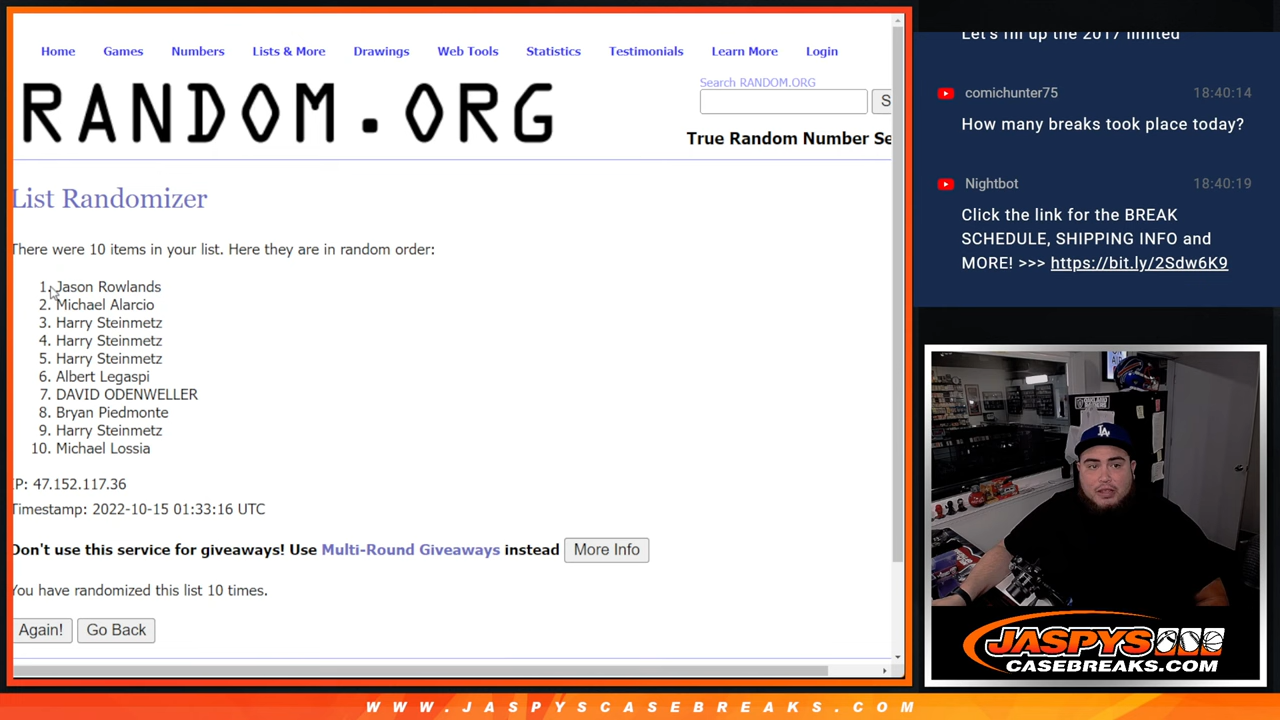 Home Games Numbers Lists & More Drawings Web Tools Statistics Testimonials Learn More Login
RANDOM.ORG
Search RANDOM.ORG
S
True Random Number Se
List Randomizer
There were 10 items in your list. Here they are in random order:
1. Jason Rowlands
2. Michael Alarcio
3. Harry Steinmetz
4. Harry Steinmetz
5. Harry Steinmetz
6. Albert Legaspi
7. DAVID ODENWELLER
8. Bryan Piedmonte
9. Harry Steinmetz
10. Michael Lossia
IP: 47.152.117.36
Timestamp: 2022-10-15 01:33:16 UTC
Don't use this service for giveaways! Use Multi-Round Giveaways instead More Info
You have randomized this list 10 times.
Again! Go Back
Let's fill up the 2017 limited
comichunter75 18:40:14
How many breaks took place today?
Nightbot 18:40:19
Click the link for the BREAK
SCHEDULE, SHIPPING INFO and
MORE! >>> https://bit.ly/2Sdw6K9
LA
JASPYS
CASEBREAKS.COM
WWW.JASPYSCASEBREAKS.COM